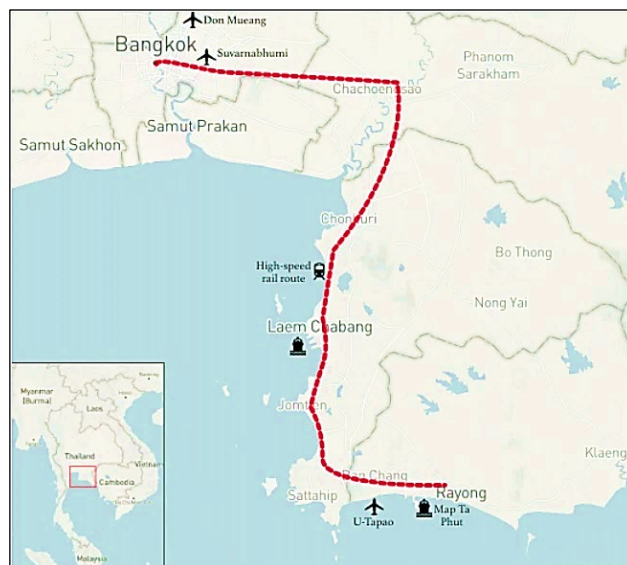 Don Mueang
Bangkok
Suvarnabhumi
Phanom
Sarakham
Chachoengsao
Samut Prakan
Samut Sakhon
Chonburi
Bo Thong
High-speed
rail route
Nong Yai
Laem Chabang
Jomtien
Klaeng
Ban Chang
Sattahip
Rayong
U-Tapao
Map Ta
Phut
Myanmar
(Burma)
Laos
Thailand
Vietnam
Cambodia
Malaysia